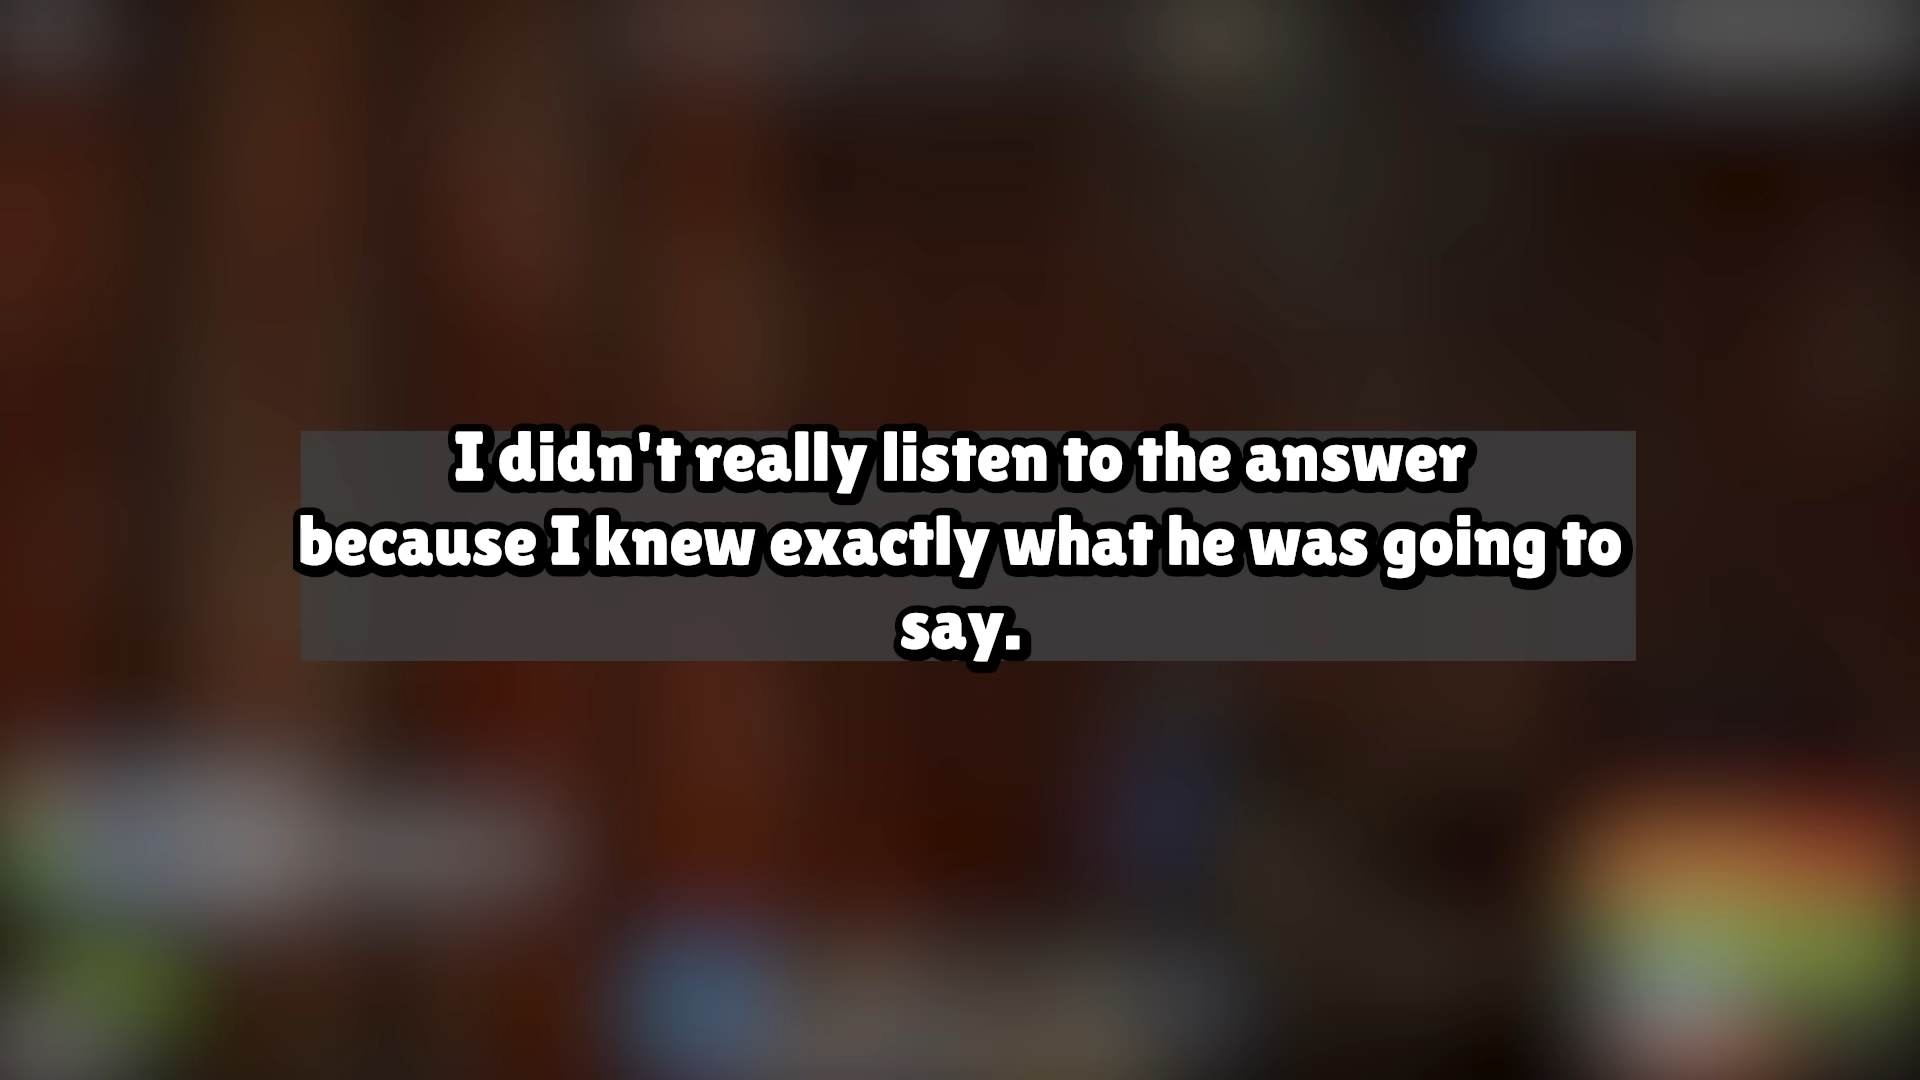 I didn't really listen to the answer
because I knew exactly what he was going to
say.